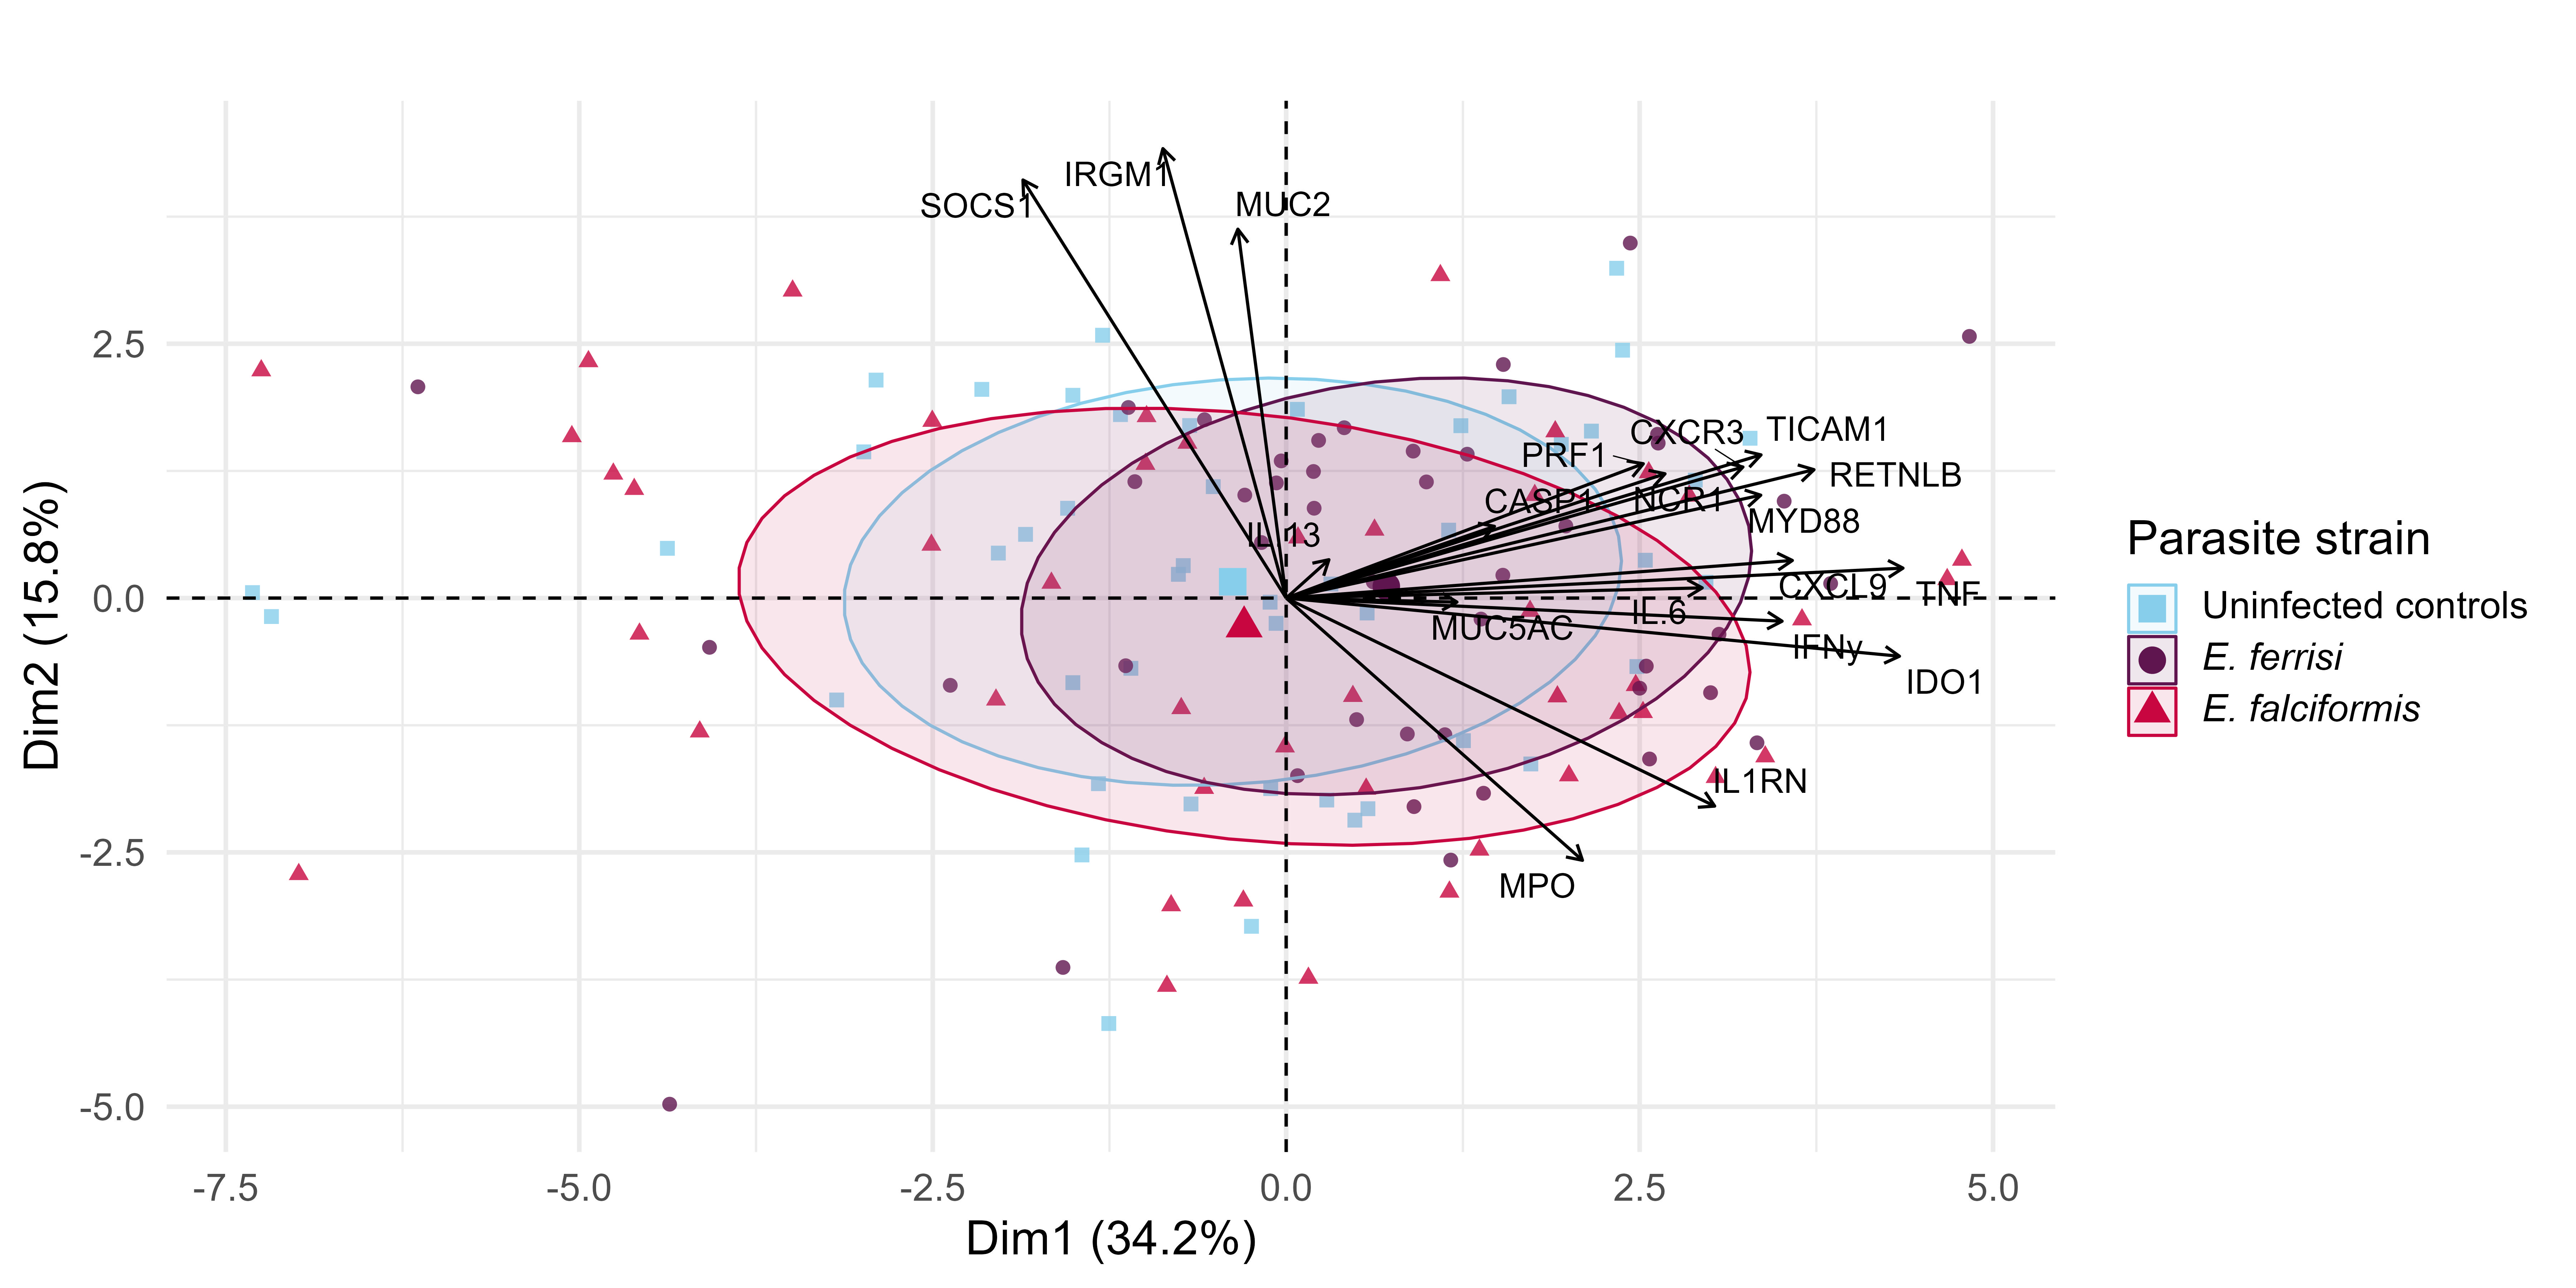 IRGM1
SOCS1
MUC2
2.5
CXCR3
TICAM1
PRF1
RETNLB
CASP1
NCR1
MYD88
IL.13
Parasite strain
CXCL9
TNF
0.0
IL.6
Uninfected controls
MUC5AC
IFNy
E. ferrisi
IDO1
E. falciformis
IL1RN
-2.5
MPO
-5.0
Dim2 (15.8%)
-7.5
-5.0
-2.5
0.0
2.5
5.0
Dim1 (34.2%)